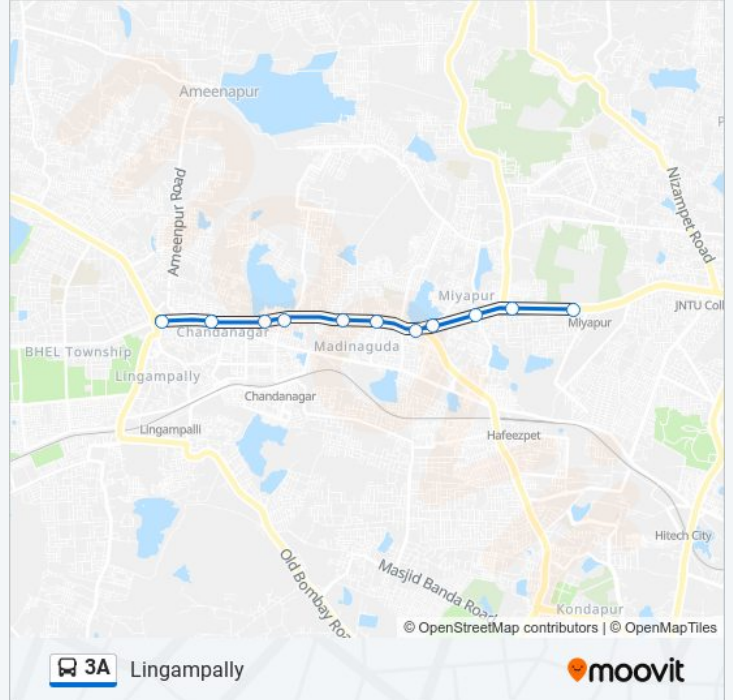 Ameenapur
Ameenpur Road
Nizampet Road
Miyapur
JNTU Coll
Miyapur
Chandanagar
Madinaguda
BHEL Township
Lingampally
Chandanagar
Lingampalli
Hafeezpet
Hitech City
Old Bombay Roa
Masjid Banda Road
Kondapur
© OpenStreetMap contributors | © OpenMapTiles
3A Lingampally
moovit